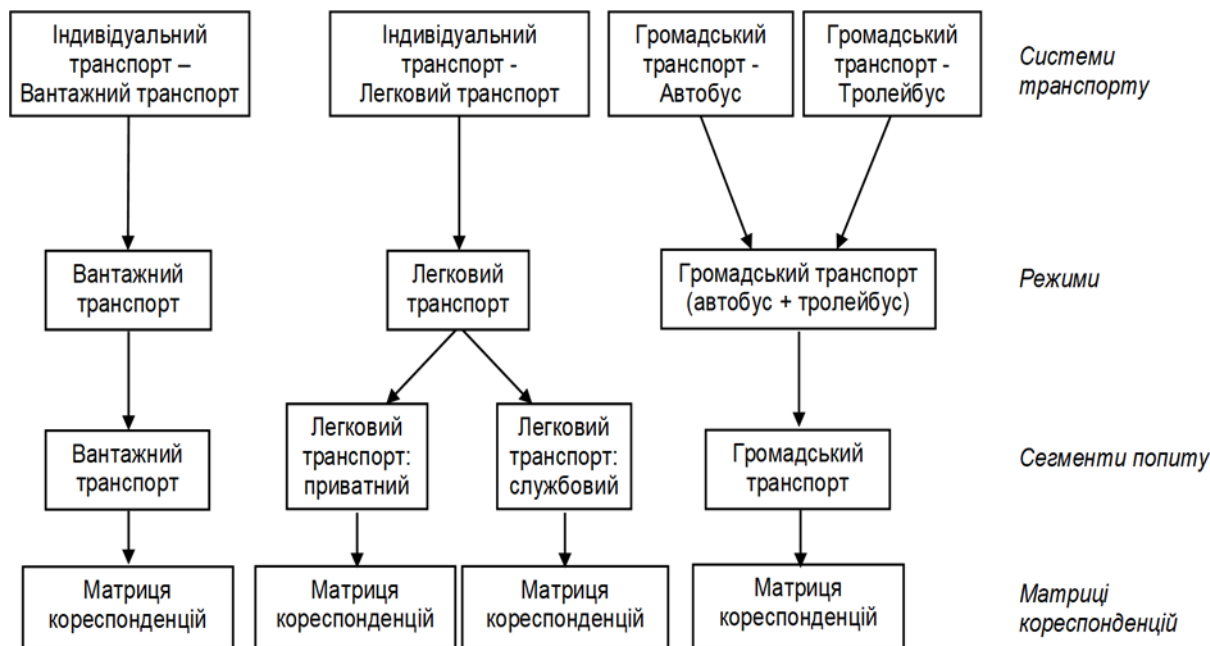 Індивідуальний
транспорт –
Вантажний транспорт
Індивідуальний
транспорт -
Легковий транспорт
Громадський
транспорт -
Автобус
Громадський
транспорт -
Тролейбус
Системи
транспорту
Вантажний
транспорт
Легковий
транспорт
Громадський транспорт
(автобус + тролейбус)
Режими
Вантажний
транспорт
Легковий
транспорт:
приватний
Легковий
транспорт:
службовий
Громадський
транспорт
Сегменти попиту
Матриця
кореспонденцій
Матриця
кореспонденцій
Матриця
кореспонденцій
Матриця
кореспонденцій
Матриці
кореспонденцій